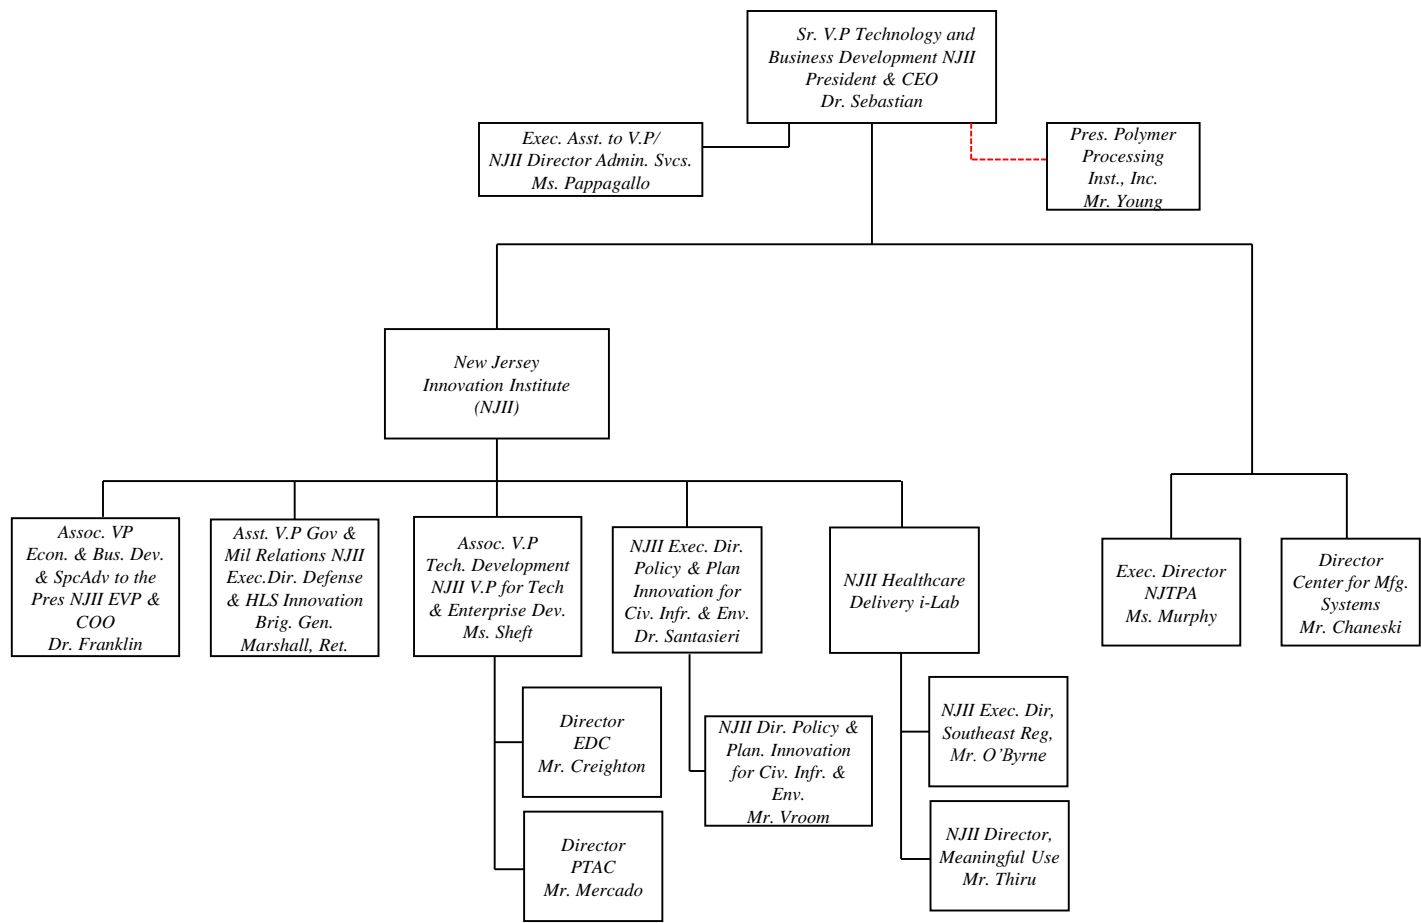 Sr. V.P Technology and
Business Development NJII
President & CEO
Dr. Sebastian
Exec. Asst. to V.P/
NJII Director Admin. Svcs.
Ms. Pappagallo
Pres. Polymer
Processing
Inst., Inc.
Mr. Young
New Jersey
Innovation Institute
(NJII)
Assoc. VP
Econ. & Bus. Dev.
& SpcAdv to the
Pres NJII EVP &
COO
Dr. Franklin
Asst. V.P Gov &
Mil Relations NJII
Exec.Dir. Defense
& HLS Innovation
Brig. Gen.
Marshall, Ret.
Assoc. V.P
Tech. Development
NJII V.P for Tech
& Enterprise Dev.
Ms. Sheft
NJII Exec. Dir.
Policy & Plan
Innovation for
Civ. Infr. & Env.
Dr. Santasieri
NJII Healthcare
Delivery i-Lab
Exec. Director
NJTPA
Ms. Murphy
Director
Center for Mfg.
Systems
Mr. Chaneski
Director
EDC
Mr. Creighton
NJII Dir. Policy &
Plan. Innovation
for Civ. Infr. &
Env.
Mr. Vroom
NJII Exec. Dir,
Southeast Reg,
Mr. O’Byrne
Director
PTAC
Mr. Mercado
NJII Director,
Meaningful Use
Mr. Thiru